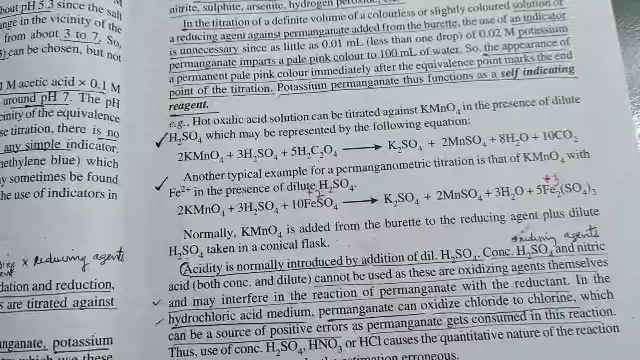 bout pH 5.3 since the salt
nge in the vicinity of the
from about 3 to 7. So,
) can be chosen, but not
1 M acetic acid × 0.1 M
around pH 7. The pH
cinity of the equivalence
se titration, there is no
any simple indicator.
nethylene blue) which
y sometimes be found
he use of indicators in
× Reducing agents
dation and reduction,
s are titrated against
nganate, potassium
use these
nitrite, sulphite, arsenite, hydrogen
In the titration of a definite volume of a colourless or slightly coloured solution of
a reducing agent against permanganate added from the burette, the use of an indicator
is unnecessary since as little as 0.01 mL (less than one drop) of 0.02 M potassium
permanganate imparts a pale pink colour to 100 mL of water. So, the appearance of
a permanent pale pink colour immediately after the equivalence point marks the end
point of the titration. Potassium permanganate thus functions as a self indicating
reagent.
e.g., Hot oxalic acid solution can be titrated against KMnO₄ in the presence of dilute
H₂SO₄ which may be represented by the following equation:
2KMnO₄ + 3H₂SO₄ + 5H₂C₂O₄ ⟶ K₂SO₄ + 2MnSO₄ + 8H₂O + 10CO₂
Another typical example for a permanganometric titration is that of KMnO₄ with
Fe²⁺ in the presence of dilute H₂SO₄.
+2
+3
2KMnO₄ + 3H₂SO₄ + 10FeSO₄ ⟶ K₂SO₄ + 2MnSO₄ + 3H₂O + 5Fe₂(SO₄)₃
Normally, KMnO₄ is added from the burette to the reducing agent plus dilute
H₂SO₄ taken in a conical flask.
oxidising agents
Acidity is normally introduced by addition of dil. H₂SO₄. Conc. H₂SO₄ and nitric
acid (both conc. and dilute) cannot be used as these are oxidizing agents themselves
and may interfere in the reaction of permanganate with the reductant. In the
hydrochloric acid medium, permanganate can oxidize chloride to chlorine, which
can be a source of positive errors as permanganate gets consumed in this reaction.
Thus, use of conc. H₂SO₄, HNO₃ or HCl causes the quantitative nature of the reaction
estimation erroneous.